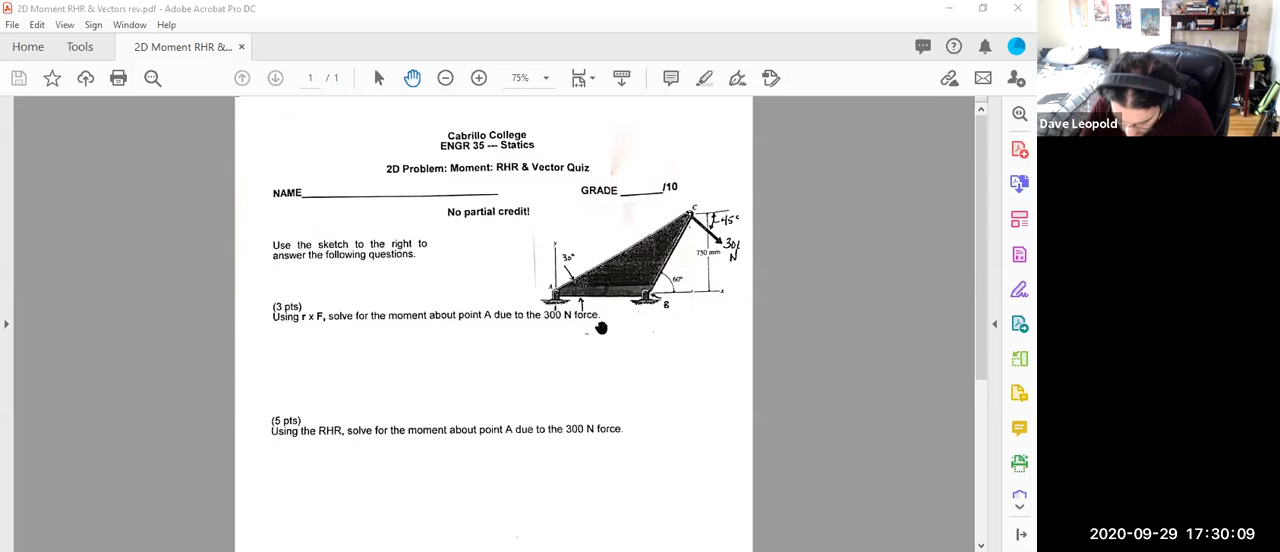 2D Moment RHR & Vectors rev.pdf - Adobe Acrobat Pro DC
File Edit View Sign Window Help
Home Tools 2D Moment RHR &... ×
1 / 1 75%
Dave Leopold
Cabrillo College
ENGR 35 --- Statics
2D Problem: Moment: RHR & Vector Quiz
NAME
GRADE /10
No partial credit!
C
45°
Use the sketch to the right to
answer the following questions.
y
30°
750 mm
N
60°
A
x
B
(3 pts)
Using r x F, solve for the moment about point A due to the 300 N force.
(5 pts)
Using the RHR, solve for the moment about point A due to the 300 N force.
2020-09-29 17:30:09